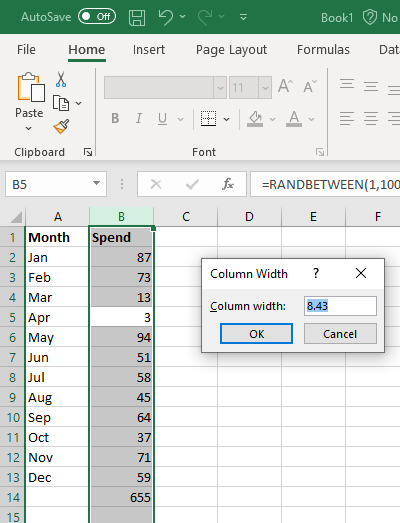 AutoSave Off Book1 No
File Home Insert Page Layout Formulas Da
Paste 11 A A
B I U A
Clipboard Font
B5 fx =RANDBETWEEN(1,100
A B C D E F
1 Month Spend
2 Jan 87
3 Feb 73
4 Mar 13
5 Apr 3
6 May 94
7 Jun 51
8 Jul 58
9 Aug 45
10 Sep 64
11 Oct 37
12 Nov 71
13 Dec 59
14 655
15
Column Width ?
Column width: 8.43
OK Cancel